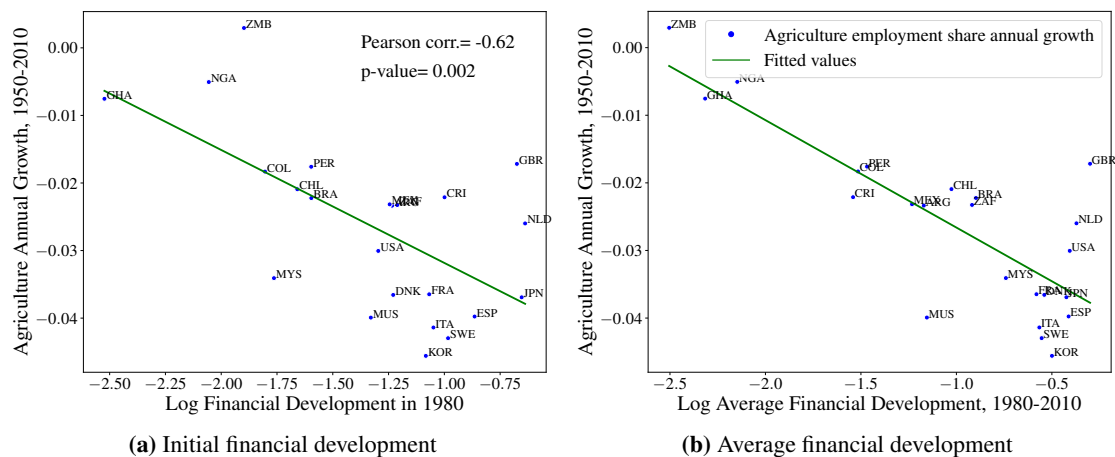 Agriculture Annual Growth, 1950-2010
0.00
−0.01
−0.02
−0.03
−0.04
ZMB
Pearson corr.= -0.62
p-value= 0.002
NGA
GHA
PER
GBR
COL
CHL
BRA
CRI
MEX
NLD
USA
MYS
DNK
FRA
JPN
MUS
ESP
ITA
SWE
KOR
−2.50 −2.25 −2.00 −1.75 −1.50 −1.25 −1.00 −0.75
Log Financial Development in 1980
(a) Initial financial development
Agriculture Annual Growth, 1950-2010
0.00
−0.01
−0.02
−0.03
−0.04
ZMB
Agriculture employment share annual growth
Fitted values
NGA
GHA
PER
GBR
COL
CHL
CRI
BRA
MEX
ARG
ZAF
NLD
USA
MYS
FRA
DNK
JPN
MUS
ESP
ITA
SWE
KOR
−2.5 −2.0 −1.5 −1.0 −0.5
Log Average Financial Development, 1980-2010
(b) Average financial development